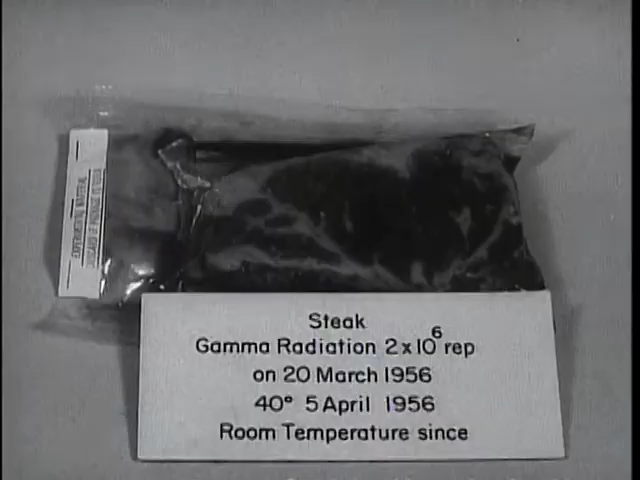 Steak
Gamma Radiation 2x10⁶ rep
on 20 March 1956
40° 5 April 1956
Room Temperature since